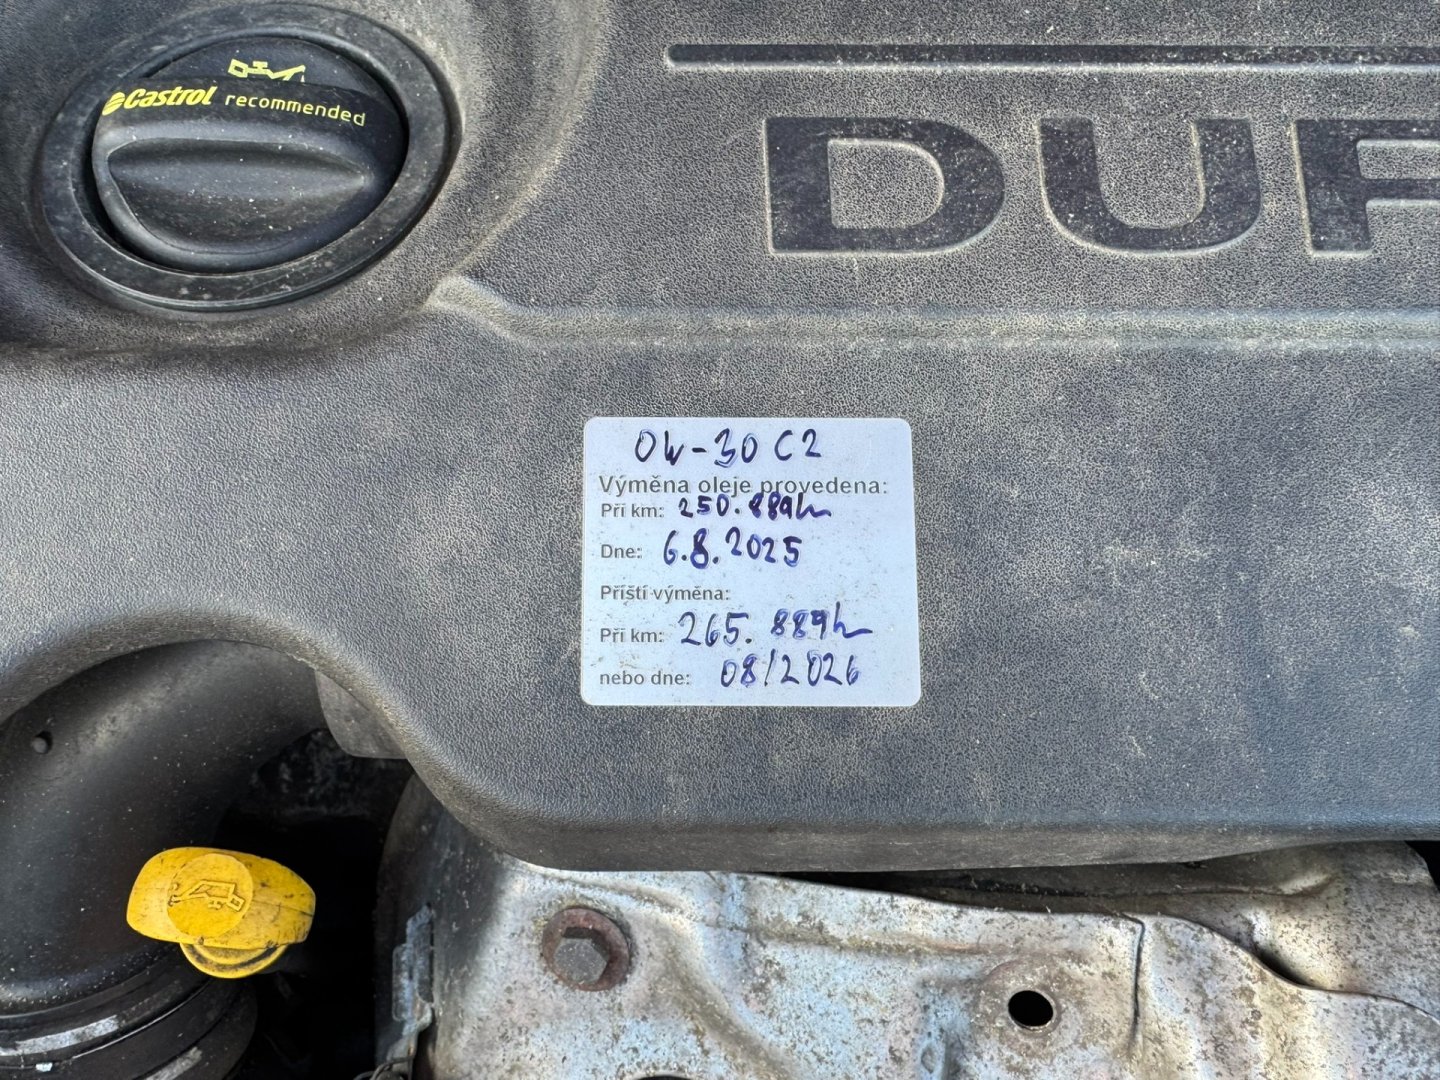 Castrol recommended
DUR
0W-30 C2
Výměna oleje provedena:
Při km: 250.889km
Dne: 6.8.2025
Příští výměna:
Při km: 265.889km
nebo dne: 08/2026